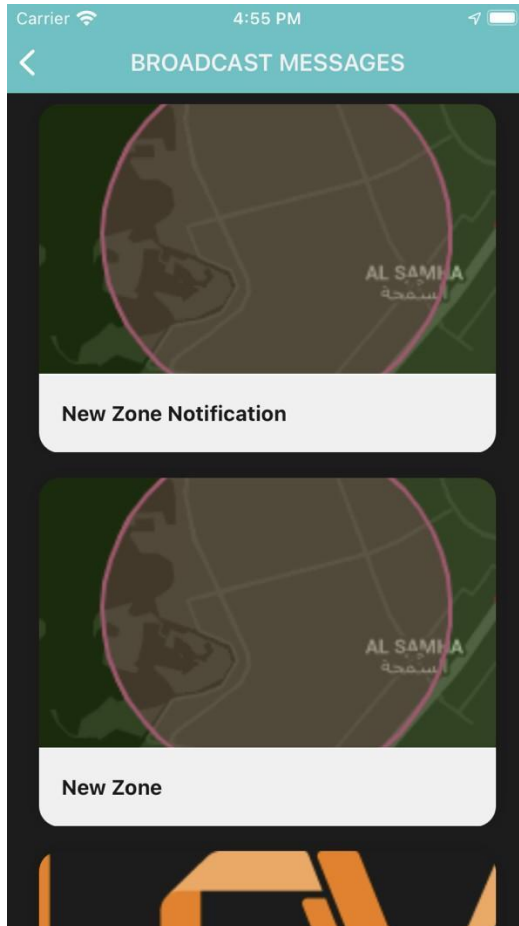 Carrier
4:55 PM
BROADCAST MESSAGES
AL SAMHA
السمحة
New Zone Notification
AL SAMHA
السمحة
New Zone